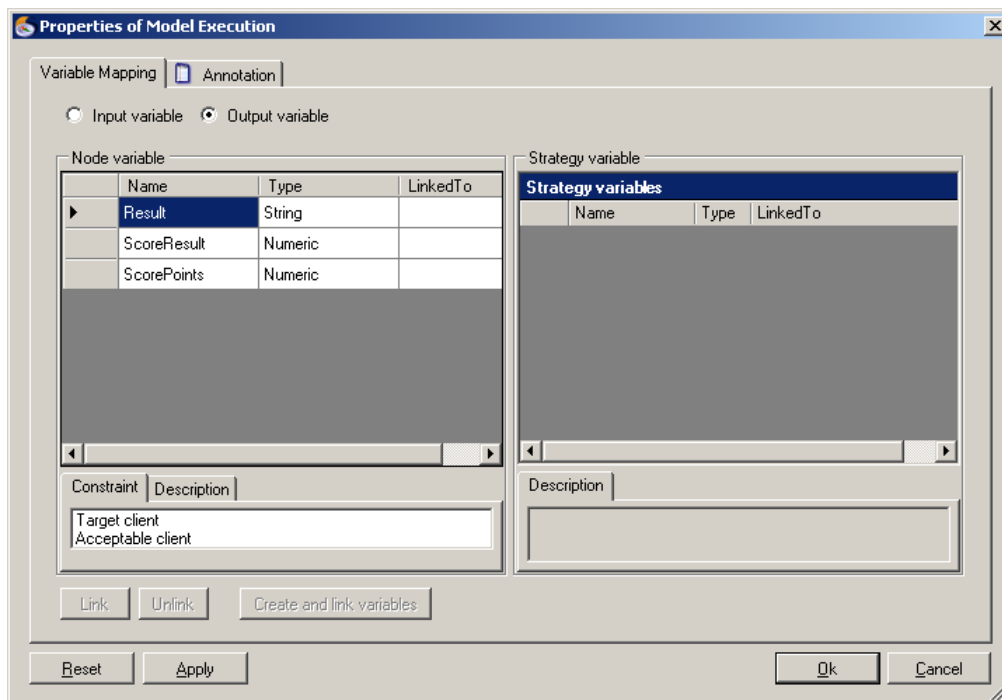 Properties of Model Execution
Variable Mapping Annotation
Input variable Output variable
Node variable
Name Type LinkedTo
Result String
ScoreResult Numeric
ScorePoints Numeric
Constraint Description
Target client
Acceptable client
Strategy variable
Strategy variables
Name Type LinkedTo
Description
Link Unlink Create and link variables
Reset Apply Ok Cancel